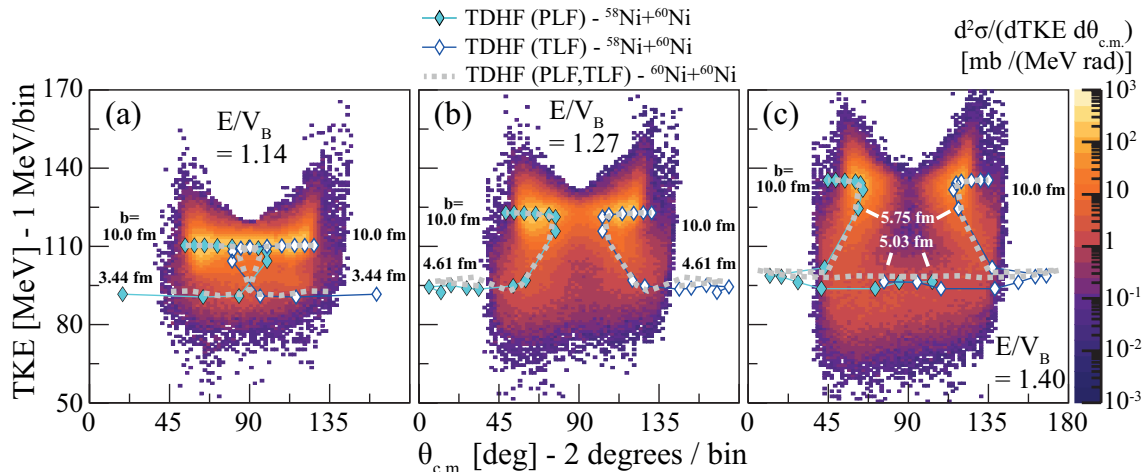 TDHF (PLF) - ⁵⁸Ni+⁶⁰Ni
TDHF (TLF) - ⁵⁸Ni+⁶⁰Ni
TDHF (PLF,TLF) - ⁶⁰Ni+⁶⁰Ni
d²σ/(dTKE dθc.m.)
[mb /(MeV rad)]
TKE [MeV] - 1 MeV/bin
170
140
110
80
50
(a)
E/V_B
= 1.14
b=
10.0 fm
10.0 fm
3.44 fm
3.44 fm
0 45 90 135
(b)
E/V_B
= 1.27
b=
10.0 fm
10.0 fm
4.61 fm
4.61 fm
0 45 90 135
(c)
b=
10.0 fm
10.0 fm
5.75 fm
5.03 fm
E/V_B
= 1.40
0 45 90 135 180
10³
10²
10
1
10⁻¹
10⁻²
10⁻³
θc.m. [deg] - 2 degrees / bin